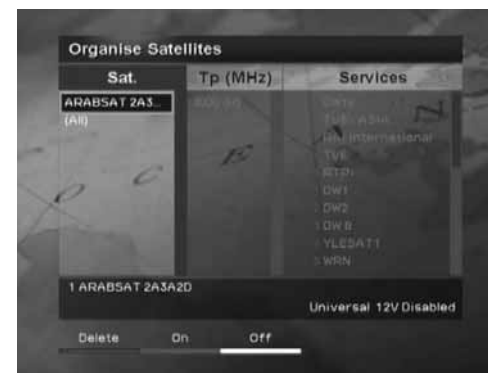 Organise Satellites
Sat. Tp (MHz) Services
ARABSAT 2A3...
(All)
TVE
RTPi
DW1
DW2
DW B
YLESAT1
WRN
1 ARABSAT 2A3A2D
Universal 12V Disabled
Delete On Off